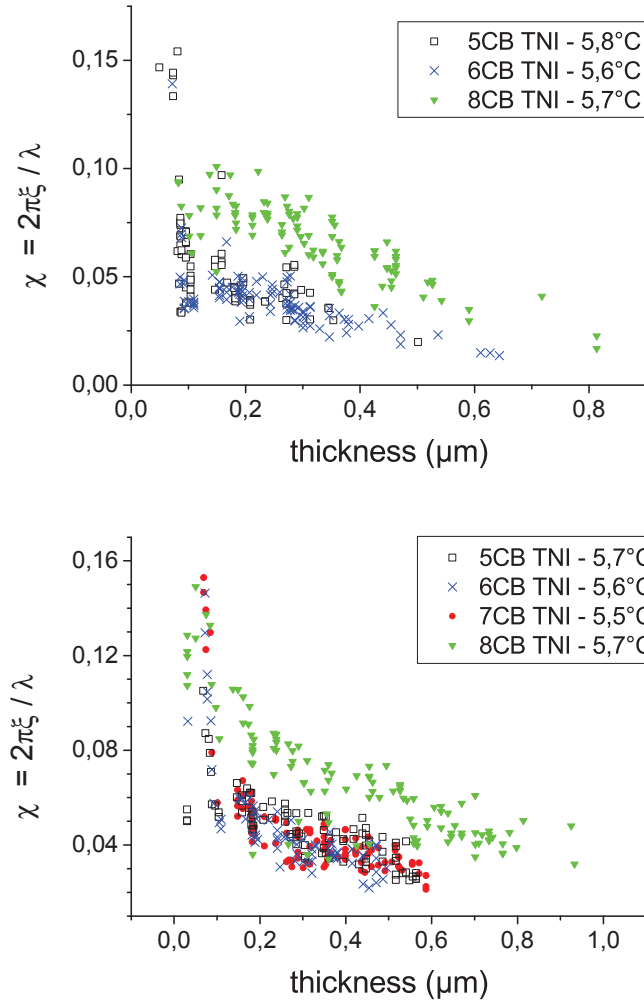 0,15
0,10
0,05
0,00
χ = 2πξ / λ
5CB TNI - 5,8°C
6CB TNI - 5,6°C
8CB TNI - 5,7°C
0,0 0,2 0,4 0,6 0,8
thickness (µm)
0,16
0,12
0,08
0,04
χ = 2πξ / λ
5CB TNI - 5,7°C
6CB TNI - 5,6°C
7CB TNI - 5,5°C
8CB TNI - 5,7°C
0,0 0,2 0,4 0,6 0,8 1,0
thickness (µm)